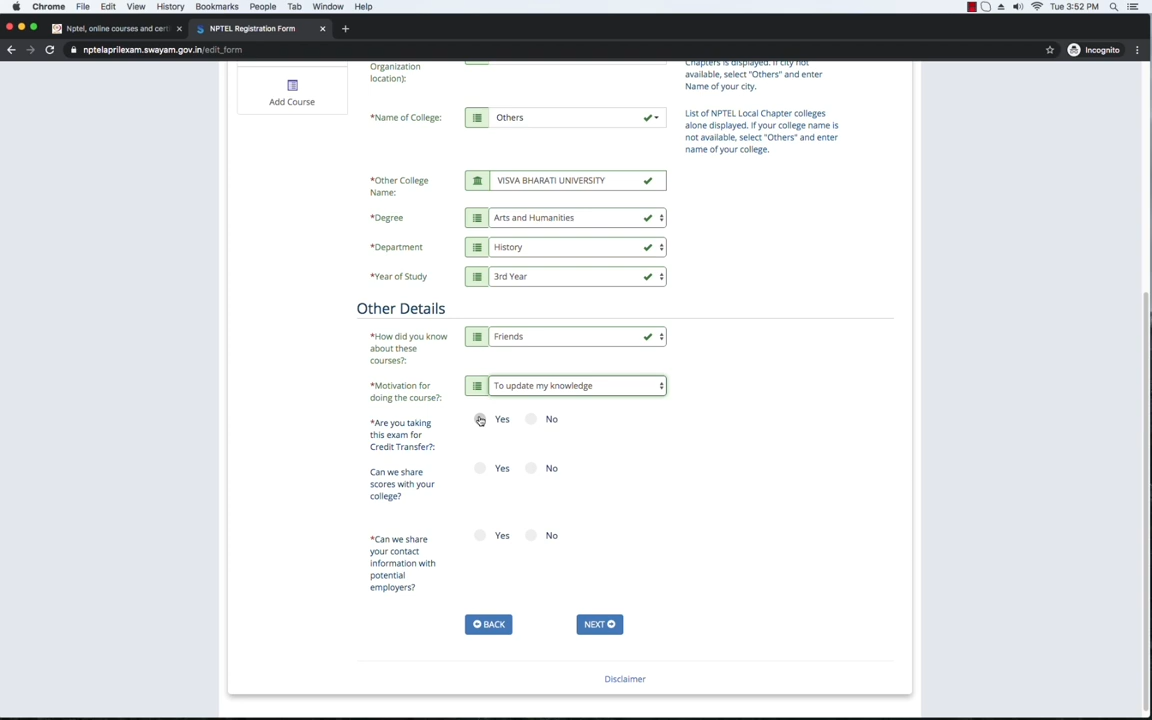 Chrome File Edit View History Bookmarks People Tab Window Help Tue 3:52 PM
Nptel, online courses and certi
NPTEL Registration Form
nptelaprilexam.swayam.gov.in/edit_form
Incognito
Add Course
Organization
location):
Chapters is displayed. If city not
available, select "Others" and enter
Name of your city.
*Name of College:
Others
List of NPTEL Local Chapter colleges
alone displayed. If your college name is
not available, select "Others" and enter
name of your college.
*Other College
Name:
VISVA BHARATI UNIVERSITY
*Degree
Arts and Humanities
*Department
History
*Year of Study
3rd Year
Other Details
*How did you know
about these
courses?:
Friends
*Motivation for
doing the course?:
To update my knowledge
*Are you taking
this exam for
Credit Transfer?:
Yes No
Can we share
scores with your
college?
Yes No
*Can we share
your contact
information with
potential
employers?
Yes No
BACK
NEXT
Disclaimer